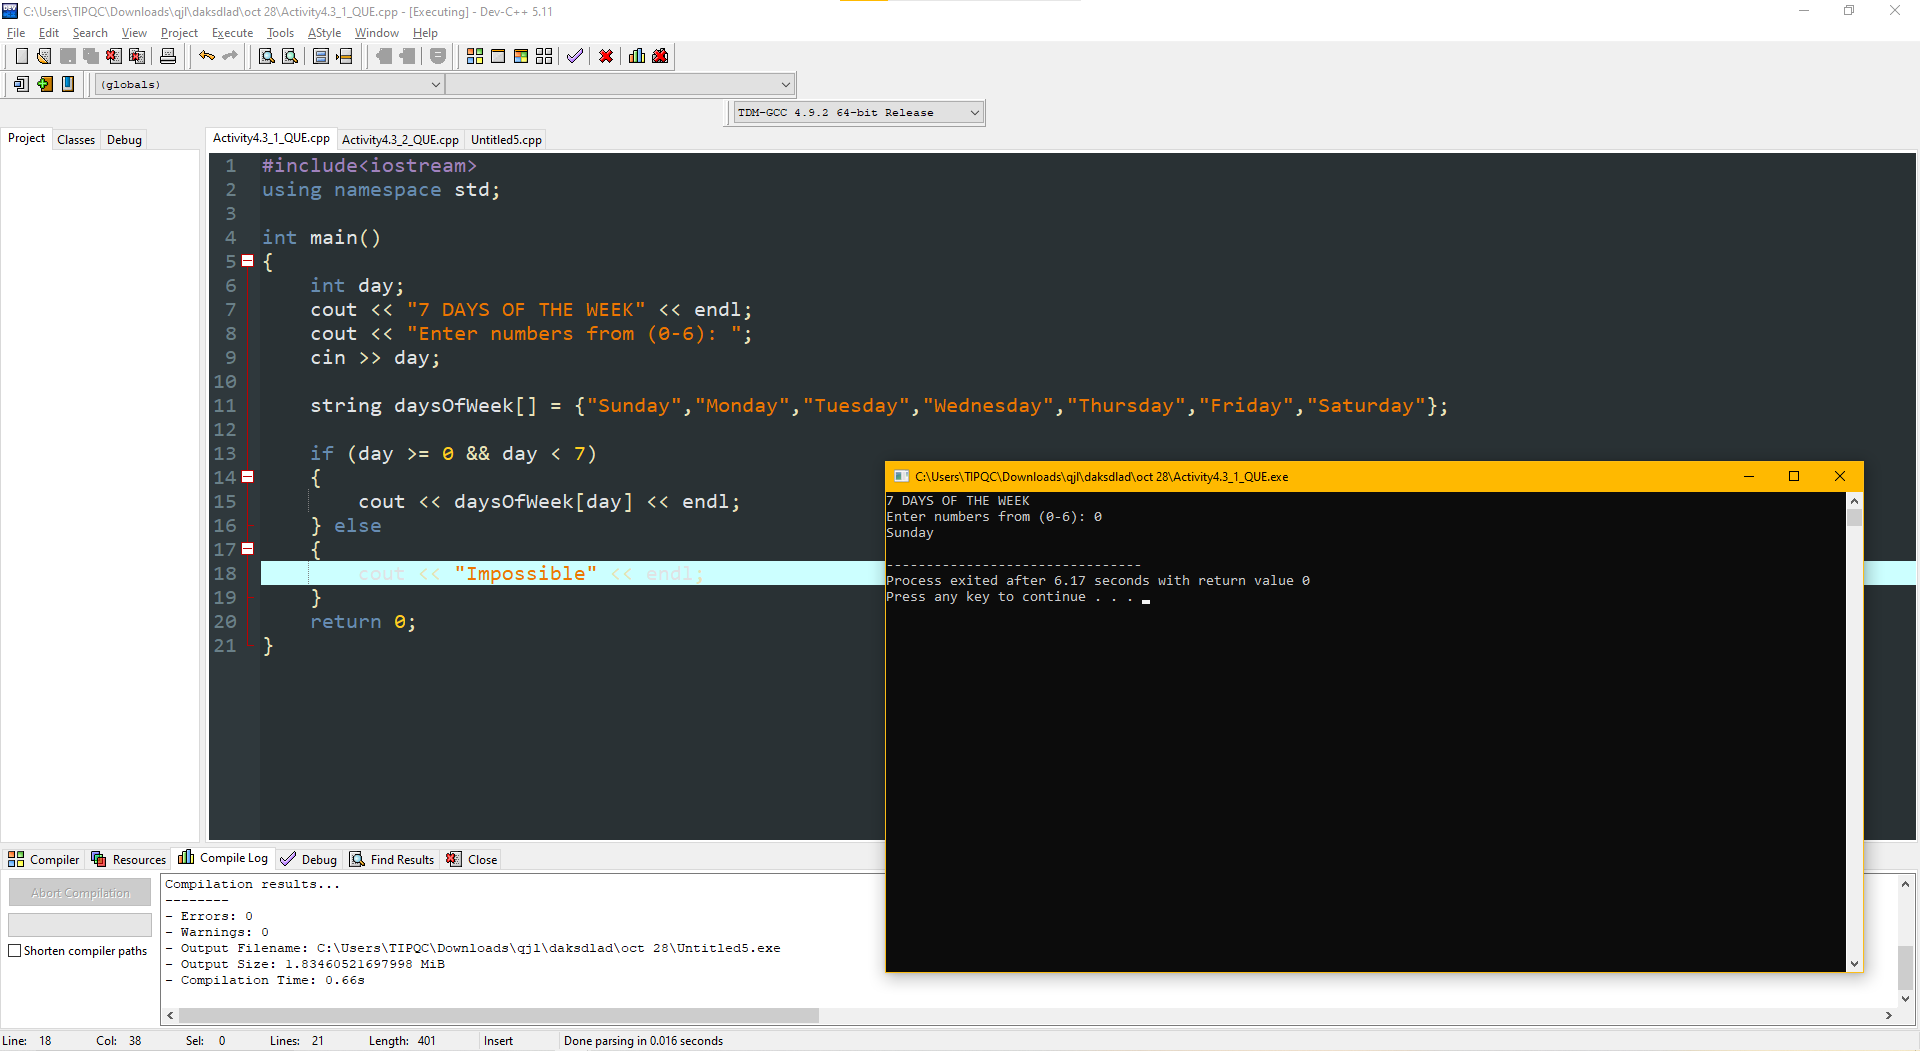 C:\Users\TIPQC\Downloads\qjl\daksdlad\oct 28\Activity4.3_1_QUE.cpp - [Executing] - Dev-C++ 5.11
File Edit Search View Project Execute Tools AStyle Window Help
(globals)
TDM-GCC 4.9.2 64-bit Release
Project Classes Debug
Activity4.3_1_QUE.cpp Activity4.3_2_QUE.cpp Untitled5.cpp
1 #include<iostream>
2 using namespace std;
3
4 int main()
5 {
6 int day;
7 cout << "7 DAYS OF THE WEEK" << endl;
8 cout << "Enter numbers from (0-6): ";
9 cin >> day;
10
11 string daysOfWeek[] = {"Sunday","Monday","Tuesday","Wednesday","Thursday","Friday","Saturday"};
12
13 if (day >= 0 && day < 7)
14 {
15 cout << daysOfWeek[day] << endl;
16 } else
17 {
18 cout << "Impossible" << endl;
19 }
20 return 0;
21 }
C:\Users\TIPQC\Downloads\qjl\daksdlad\oct 28\Activity4.3_1_QUE.exe
7 DAYS OF THE WEEK
Enter numbers from (0-6): 0
Sunday
--------------------------------
Process exited after 6.17 seconds with return value 0
Press any key to continue . . .
Compiler Resources Compile Log Debug Find Results Close
Abort Compilation
Shorten compiler paths
Compilation results...
--------
- Errors: 0
- Warnings: 0
- Output Filename: C:\Users\TIPQC\Downloads\qjl\daksdlad\oct 28\Untitled5.exe
- Output Size: 1.83460521697998 MiB
- Compilation Time: 0.66s
Line: 18 Col: 38 Sel: 0 Lines: 21 Length: 401 Insert Done parsing in 0.016 seconds